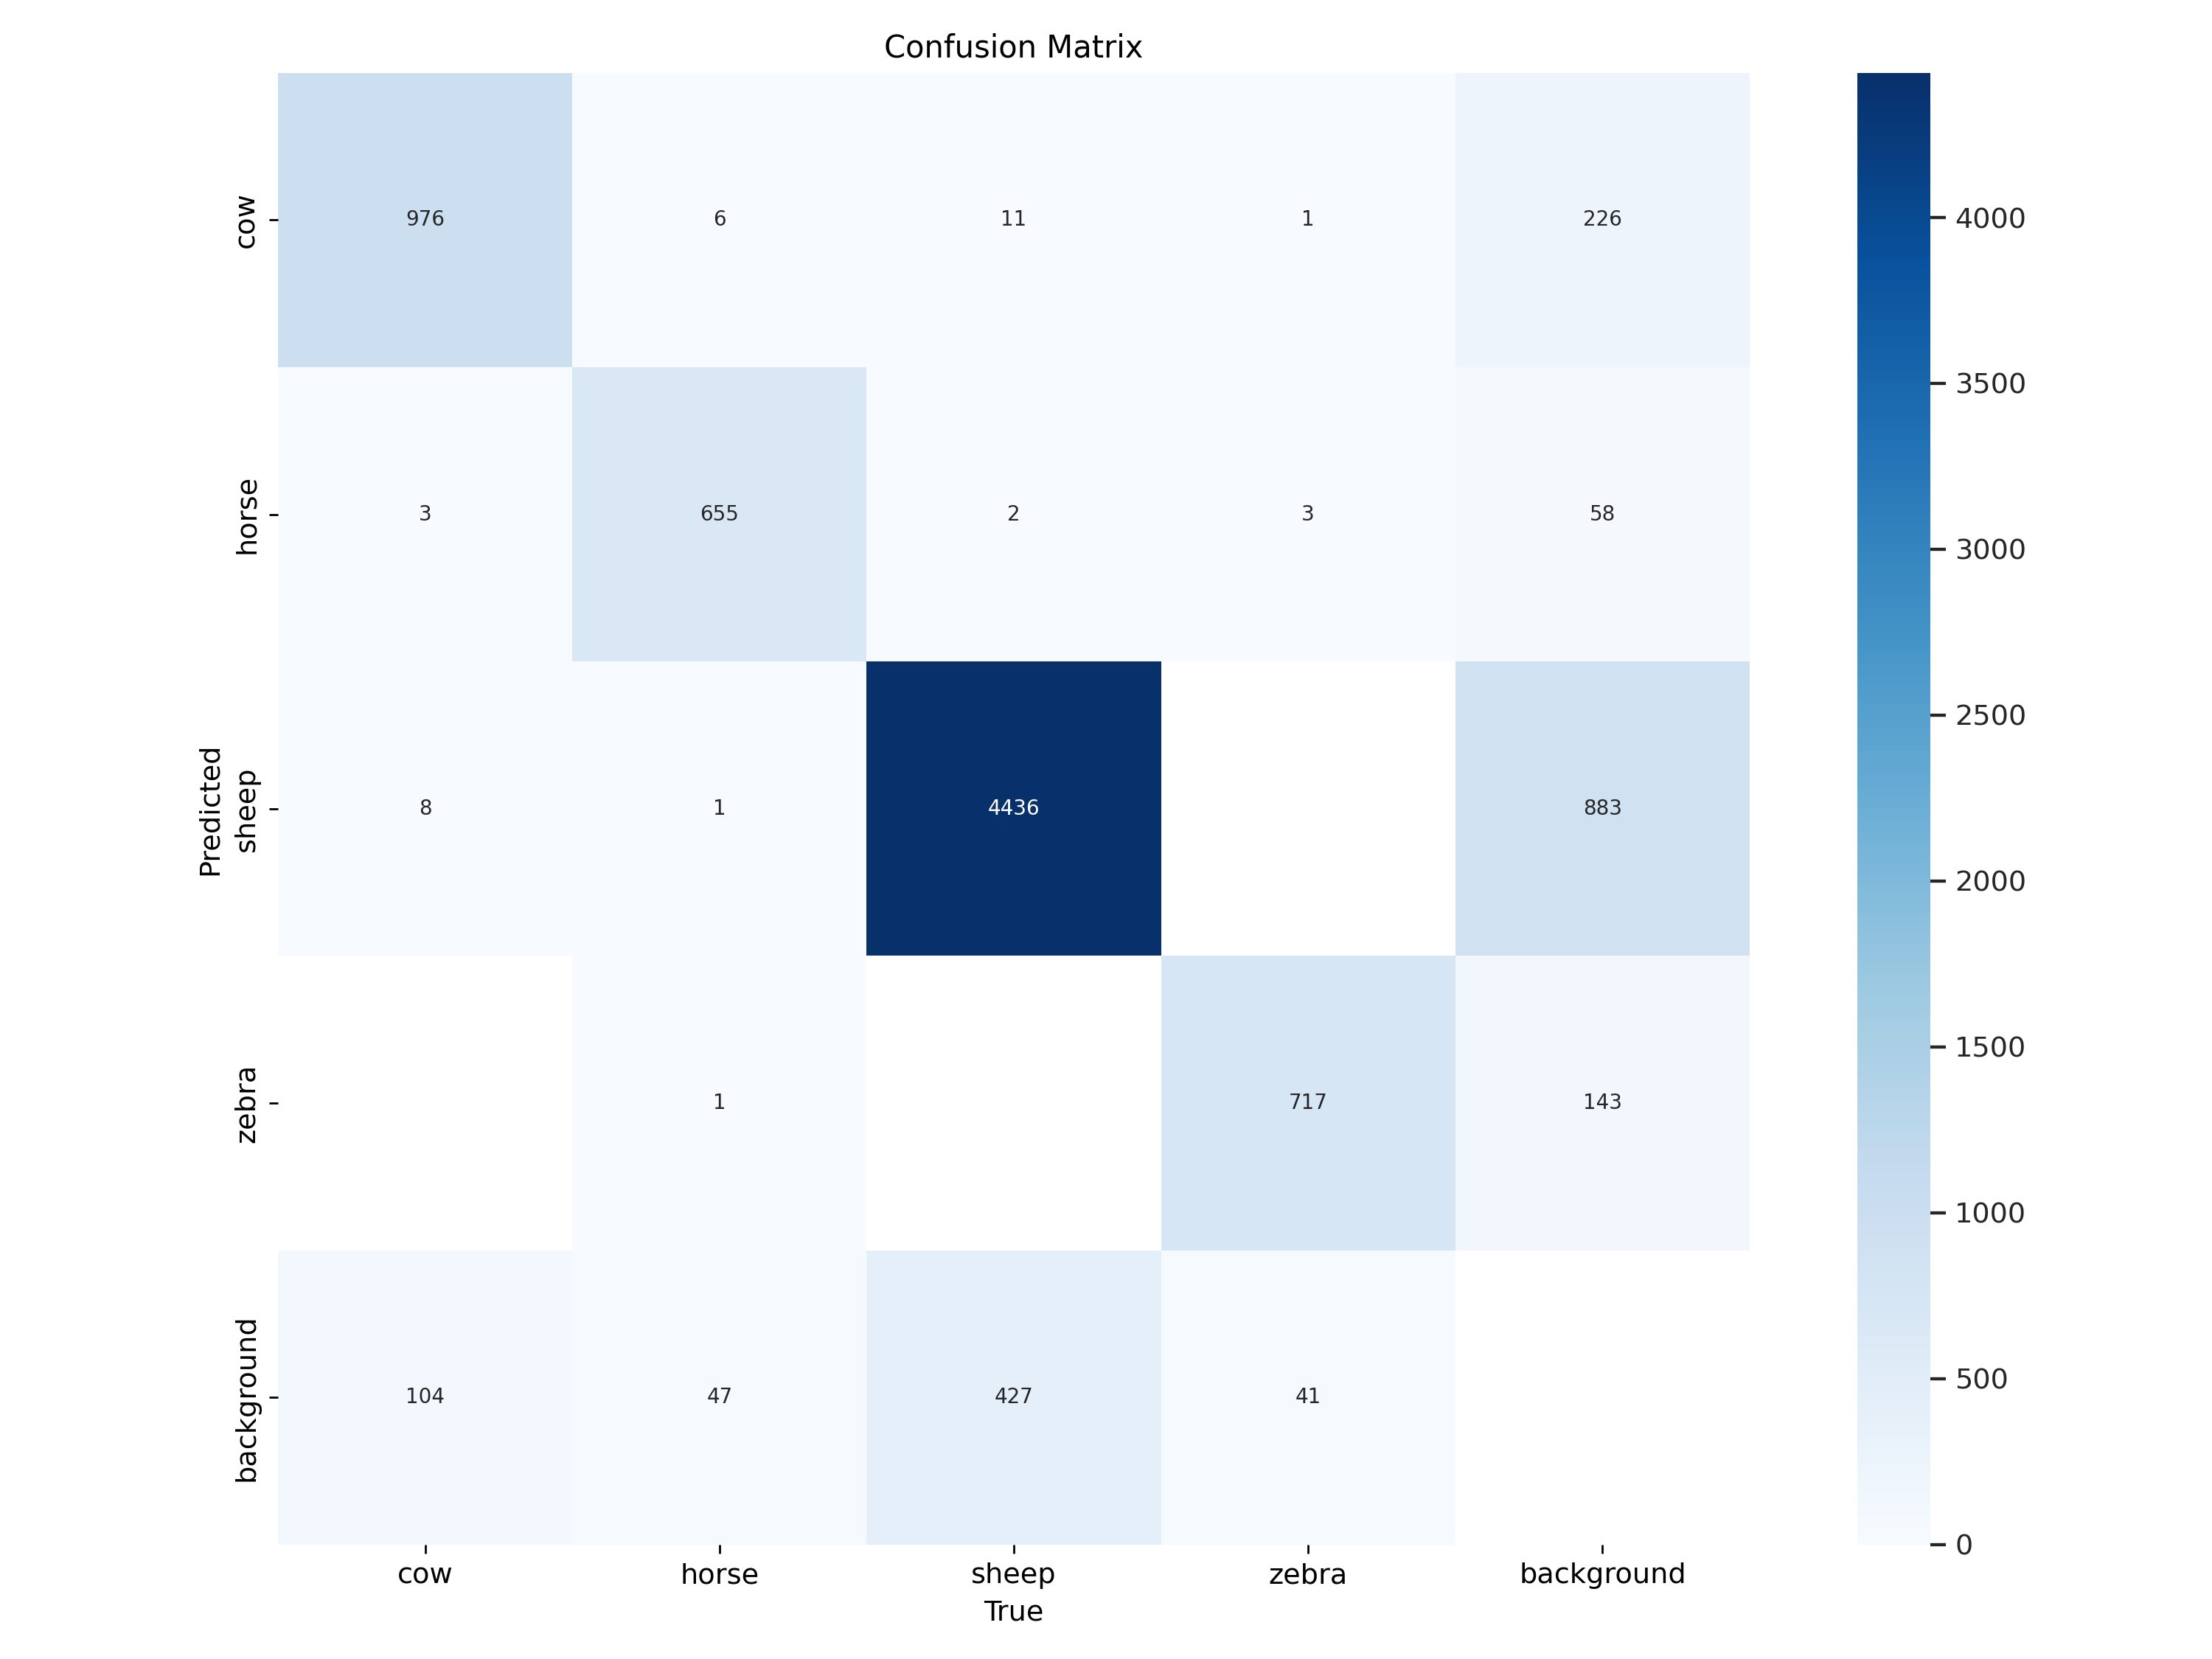 Confusion Matrix
cow
976 6 11 1 226
horse
3 655 2 3 58
Predicted
sheep
8 1 4436 883
zebra
1 717 143
background
104 47 427 41
cow horse sheep zebra background
True
4000
3500
3000
2500
2000
1500
1000
500
0